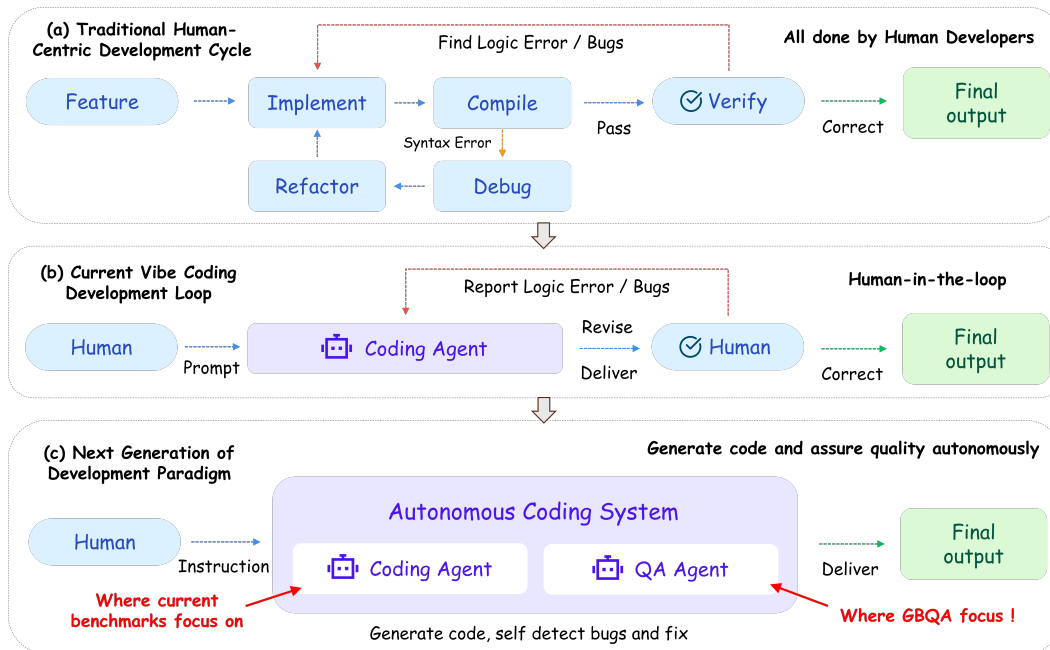 (a) Traditional Human-
Centric Development Cycle
Find Logic Error / Bugs
All done by Human Developers
Feature
Implement
Compile
Pass
Verify
Correct
Final
output
Syntax Error
Refactor
Debug
(b) Current Vibe Coding
Development Loop
Report Logic Error / Bugs
Human-in-the-loop
Human
Prompt
Coding Agent
Revise
Deliver
Human
Correct
Final
output
(c) Next Generation of
Development Paradigm
Generate code and assure quality autonomously
Human
Instruction
Autonomous Coding System
Coding Agent
QA Agent
Deliver
Final
output
Where current
benchmarks focus on
Where GBQA focus !
Generate code, self detect bugs and fix